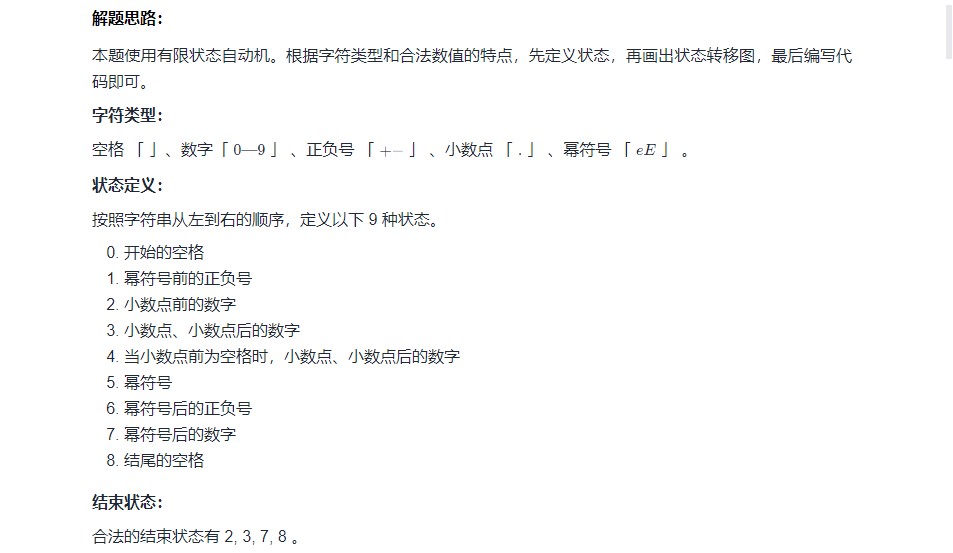 解题思路：
本题使用有限状态自动机。根据字符类型和合法数值的特点，先定义状态，再画出状态转移图，最后编写代
码即可。
字符类型：
空格 「 」、数字「 0—9 」 、正负号 「 +− 」 、小数点 「 . 」 、幂符号 「 eE 」 。
状态定义：
按照字符串从左到右的顺序，定义以下 9 种状态。
0. 开始的空格
1. 幂符号前的正负号
2. 小数点前的数字
3. 小数点、小数点后的数字
4. 当小数点前为空格时，小数点、小数点后的数字
5. 幂符号
6. 幂符号后的正负号
7. 幂符号后的数字
8. 结尾的空格
结束状态：
合法的结束状态有 2, 3, 7, 8 。